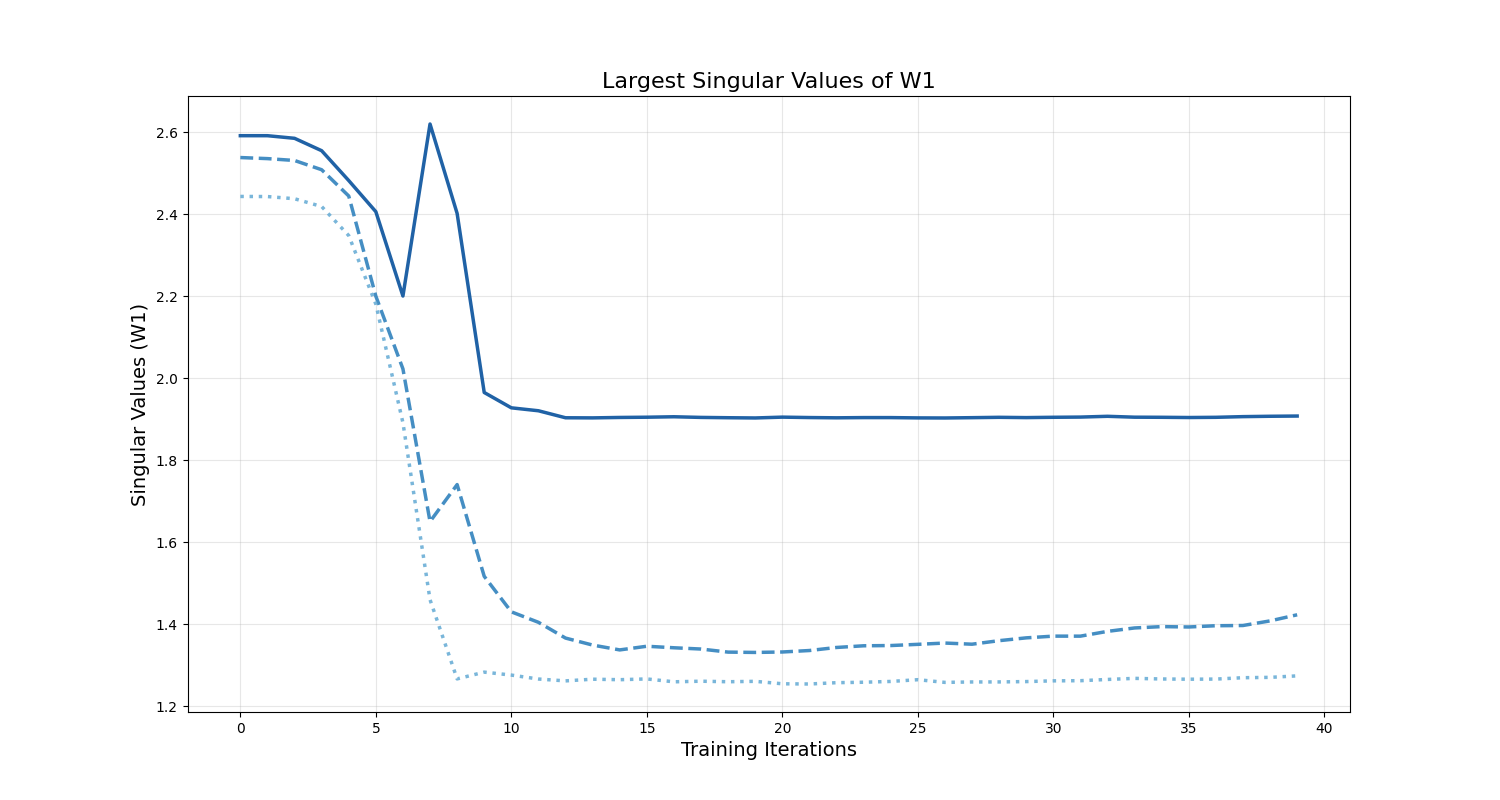 Largest Singular Values of W1
Singular Values (W1)
2.6
2.4
2.2
2.0
1.8
1.6
1.4
1.2
0 5 10 15 20 25 30 35 40
Training Iterations